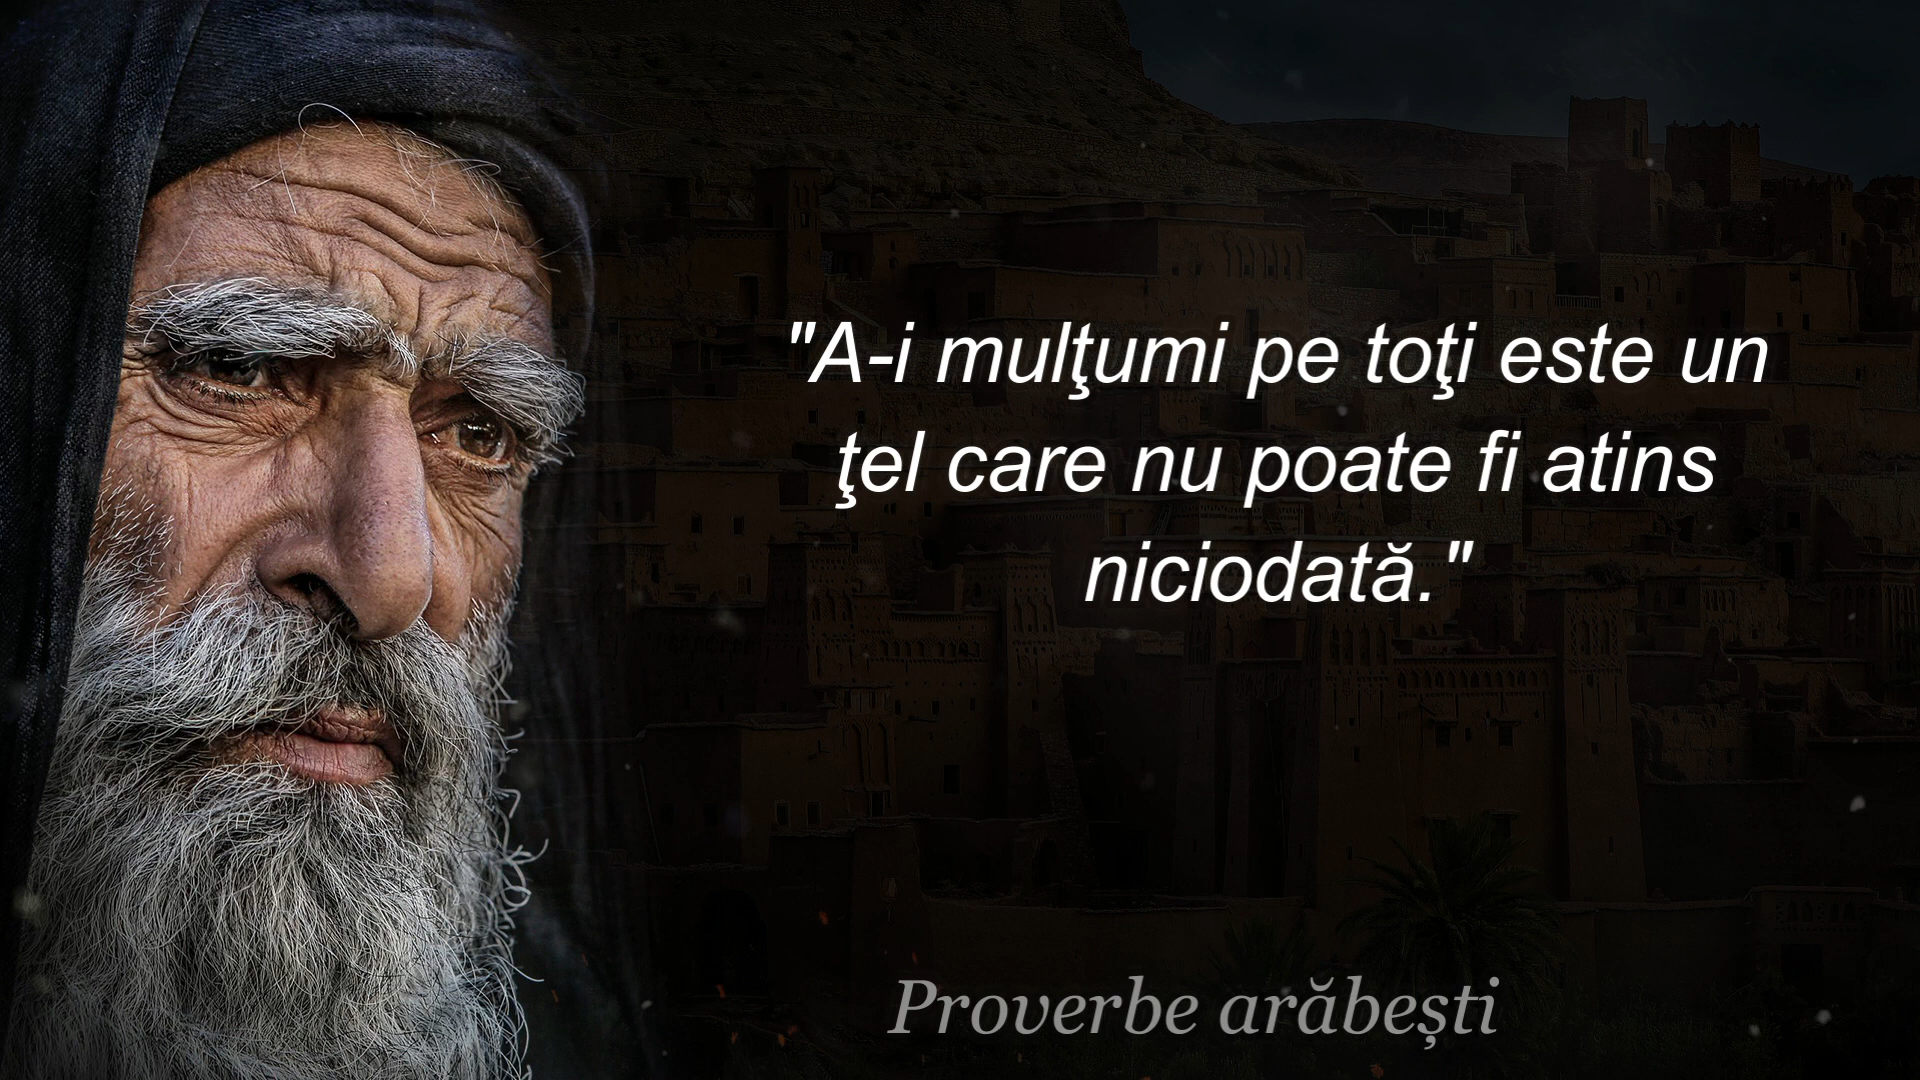 "A-i mulţumi pe toţi este un
ţel care nu poate fi atins
niciodată."
Proverbe arăbești